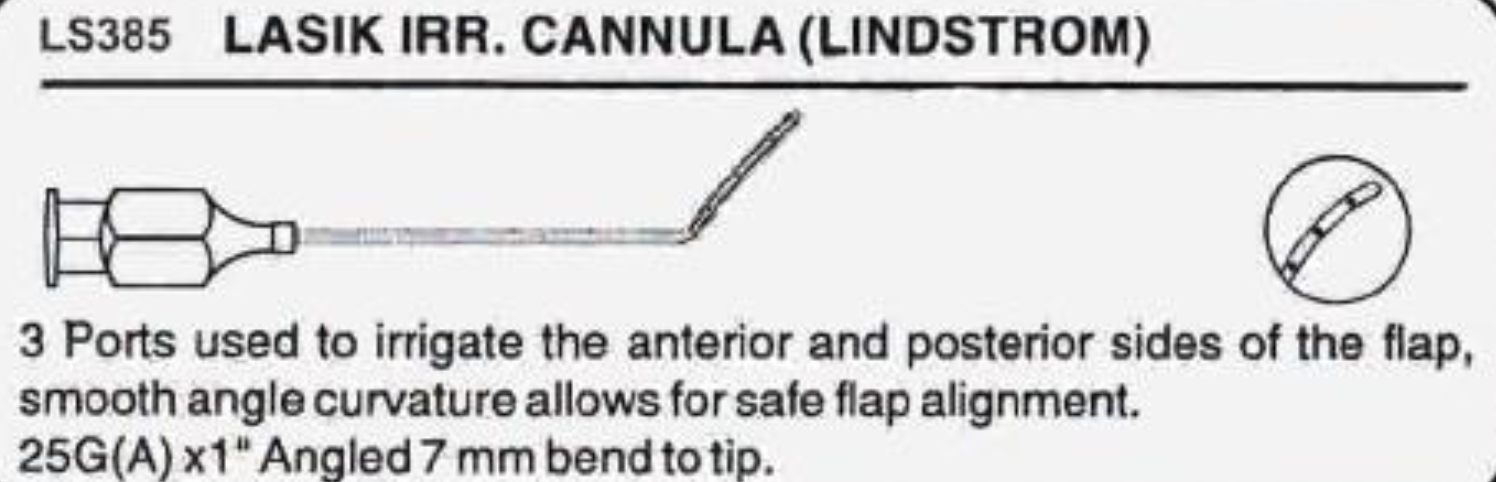 LS385 LASIK IRR. CANNULA (LINDSTROM)
3 Ports used to irrigate the anterior and posterior sides of the flap,
smooth angle curvature allows for safe flap alignment.
25G(A) x1" Angled 7 mm bend to tip.